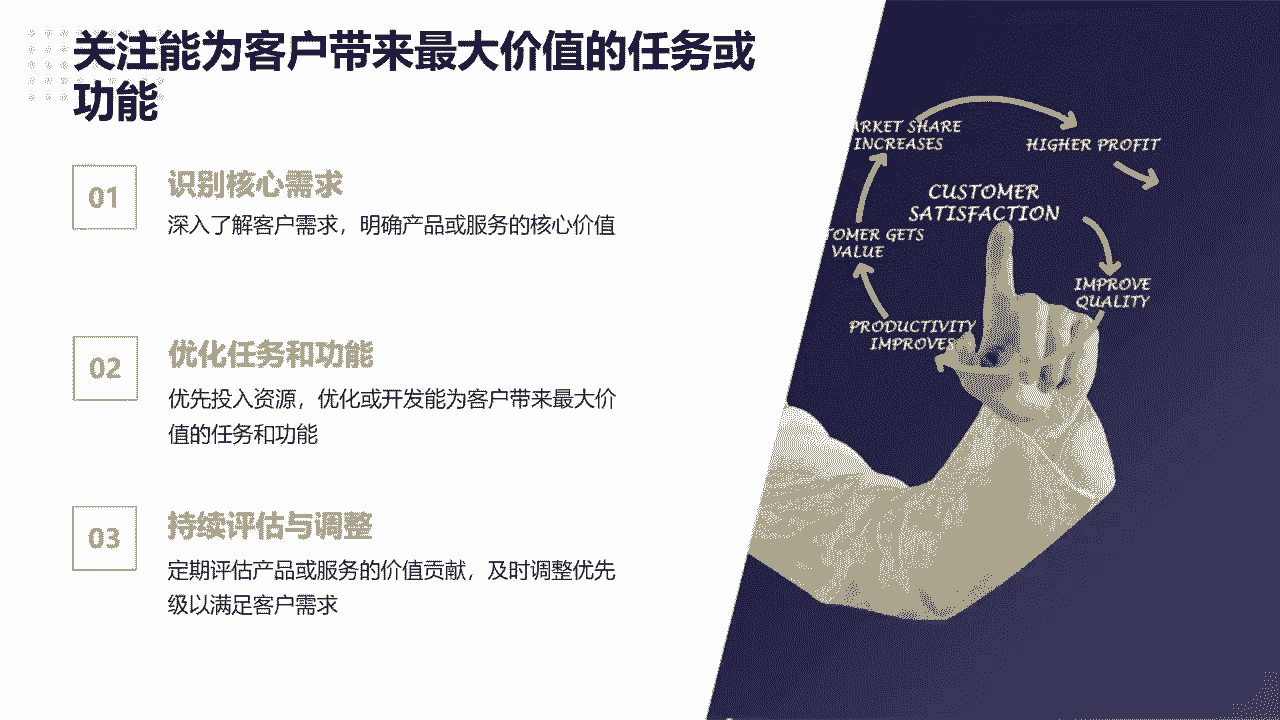 关注能为客户带来最大价值的任务或
功能
01
识别核心需求
深入了解客户需求，明确产品或服务的核心价值
02
优化任务和功能
优先投入资源，优化或开发能为客户带来最大价
值的任务和功能
03
持续评估与调整
定期评估产品或服务的价值贡献，及时调整优先
级以满足客户需求
ARKET SHARE
INCREASES
HIGHER PROFIT
CUSTOMER
SATISFACTION
TOMER GETS
VALUE
IMPROVE
QUALITY
PRODUCTIVITY
IMPROVES